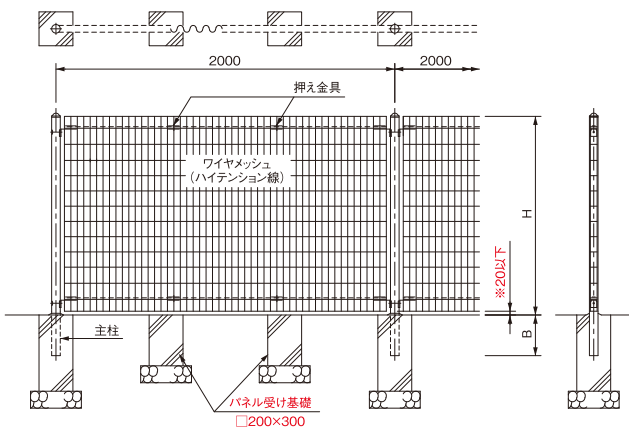 2000
2000
押え金具
ワイヤメッシュ
（ハイテンション線）
H
※20以下
主柱
B
パネル受け基礎
□200×300